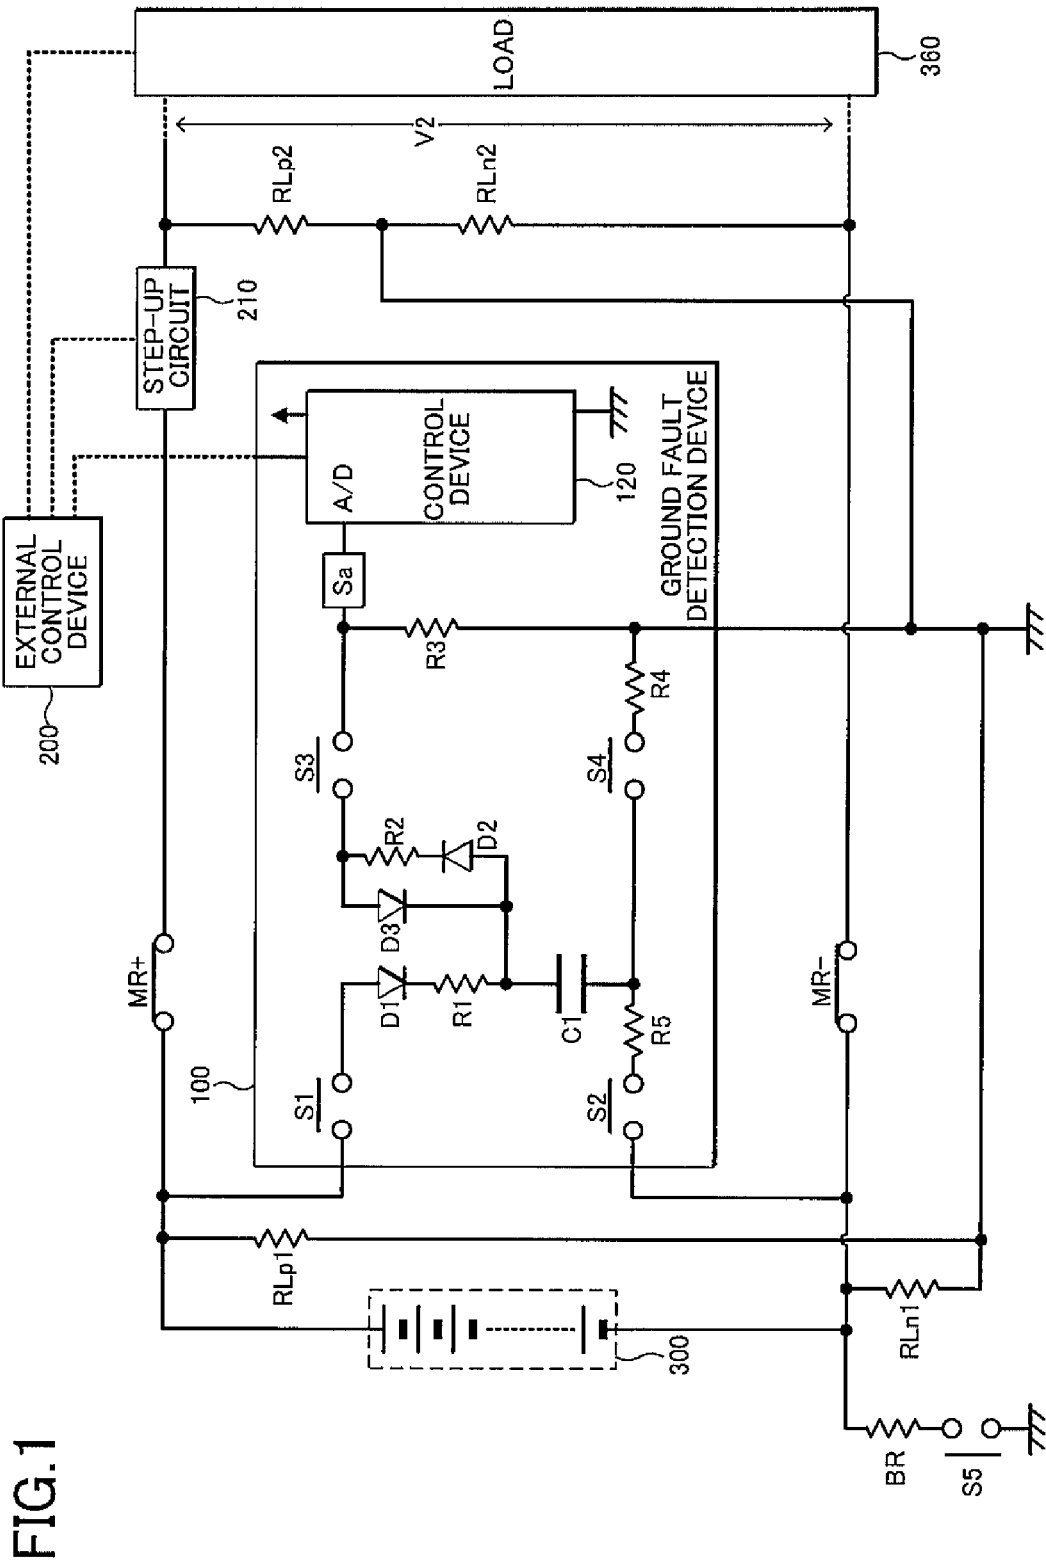 FIG.1
EXTERNAL
CONTROL
DEVICE
200
MR+
STEP-UP
CIRCUIT
210
LOAD
360
V2
RLp2
RLn2
100
S1
D1
R1
D3
R2
D2
S3
Sa
A/D
CONTROL
DEVICE
120
R3
C1
S2
R5
S4
R4
GROUND FAULT
DETECTION DEVICE
RLp1
300
MR-
RLn1
BR
S5